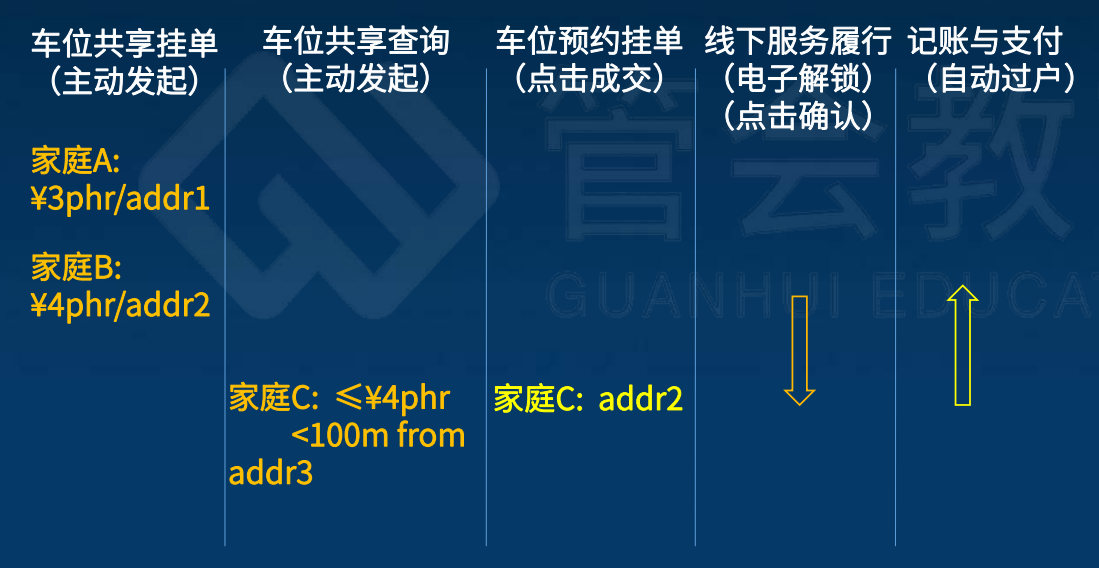 车位共享挂单
（主动发起）
车位共享查询
（主动发起）
车位预约挂单
（点击成交）
线下服务履行
（电子解锁）
（点击确认）
记账与支付
（自动过户）
家庭A:
¥3phr/addr1
家庭B:
¥4phr/addr2
家庭C: ≤¥4phr
<100m from
addr3
家庭C: addr2
管会教
GUANHUI EDUCA